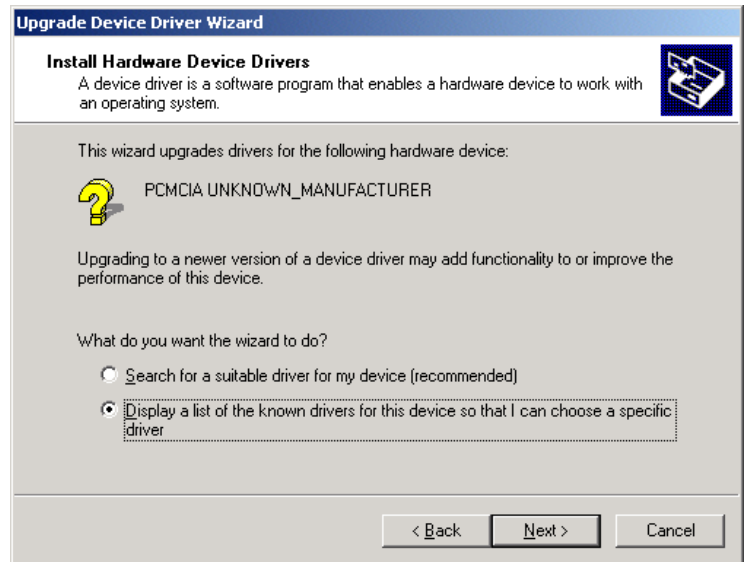 Upgrade Device Driver Wizard
Install Hardware Device Drivers
A device driver is a software program that enables a hardware device to work with
an operating system.
This wizard upgrades drivers for the following hardware device:
PCMCIA UNKNOWN_MANUFACTURER
Upgrading to a newer version of a device driver may add functionality to or improve the
performance of this device.
What do you want the wizard to do?
Search for a suitable driver for my device (recommended)
Display a list of the known drivers for this device so that I can choose a specific
driver
< Back Next > Cancel